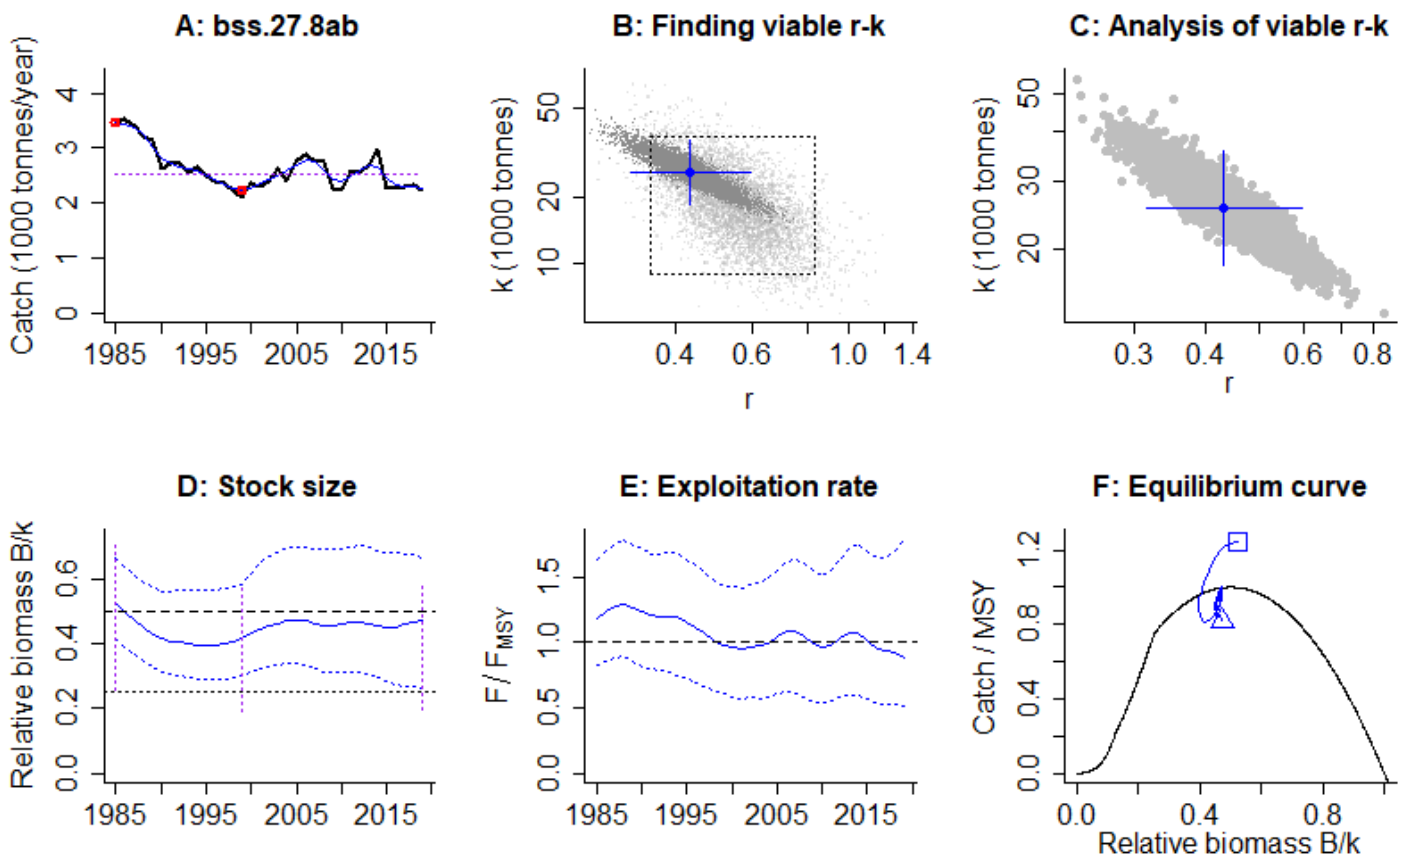 A: bss.27.8ab
B: Finding viable r-k
C: Analysis of viable r-k
Catch (1000 tonnes/year)
0 1 2 3 4
1985 1995 2005 2015
k (1000 tonnes)
10 20 50
0.4 0.6 1.0 1.4
r
k (1000 tonnes)
20 30 50
0.3 0.4 0.6 0.8
r
D: Stock size
E: Exploitation rate
F: Equilibrium curve
Relative biomass B/k
0.0 0.2 0.4 0.6
1985 1995 2005 2015
F / FMSY
0.0 0.5 1.0 1.5
1985 1995 2005 2015
Catch / MSY
0.0 0.4 0.8 1.2
0.0 0.4 0.8
Relative biomass B/k